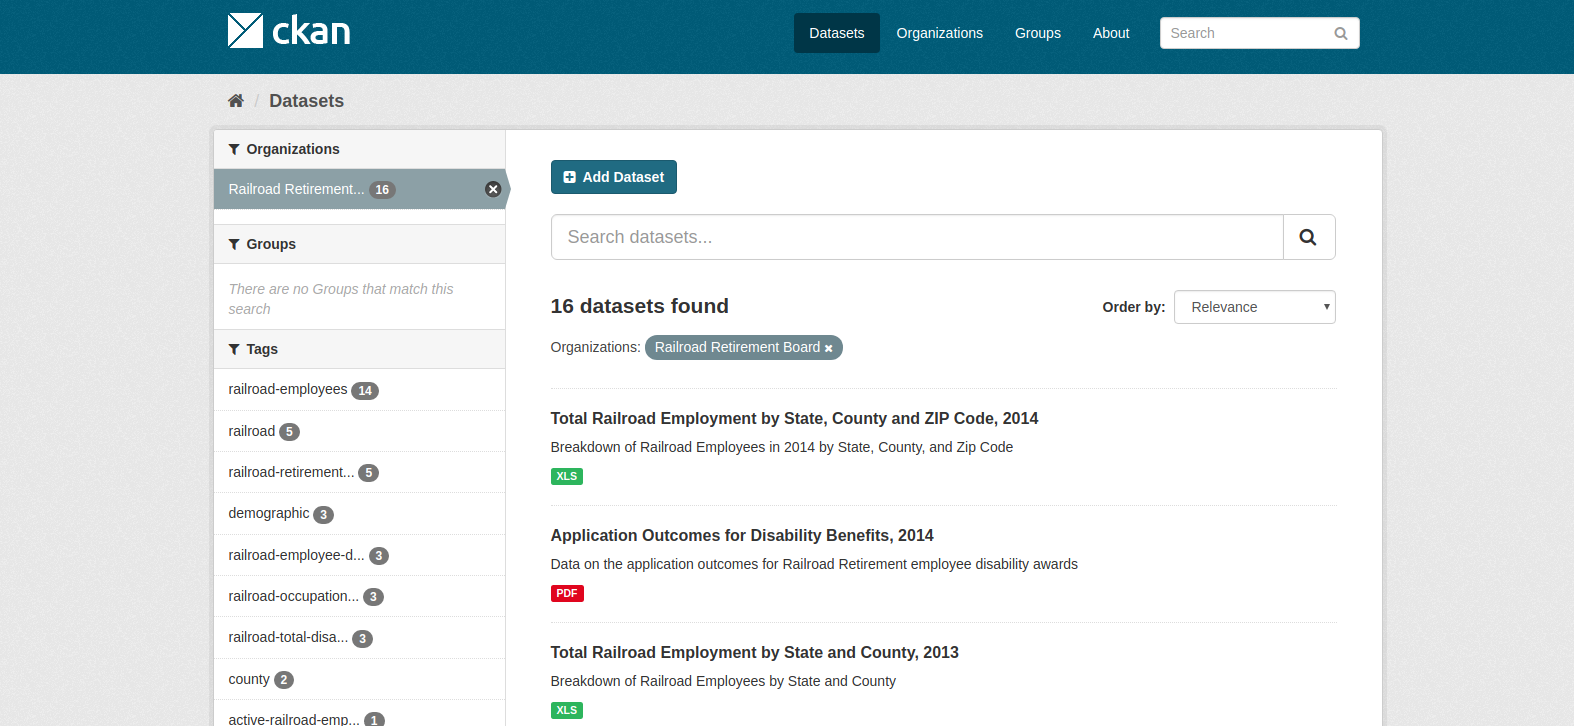 ckan
Datasets
Organizations
Groups
About
Search
/ Datasets
Organizations
Railroad Retirement... 16
Groups
There are no Groups that match this
search
Tags
railroad-employees 14
railroad 5
railroad-retirement... 5
demographic 3
railroad-employee-d... 3
railroad-occupation... 3
railroad-total-disa... 3
county 2
active-railroad-emp... 1
Add Dataset
Search datasets...
16 datasets found
Order by: Relevance
Organizations: Railroad Retirement Board
Total Railroad Employment by State, County and ZIP Code, 2014
Breakdown of Railroad Employees in 2014 by State, County, and Zip Code
XLS
Application Outcomes for Disability Benefits, 2014
Data on the application outcomes for Railroad Retirement employee disability awards
PDF
Total Railroad Employment by State and County, 2013
Breakdown of Railroad Employees by State and County
XLS